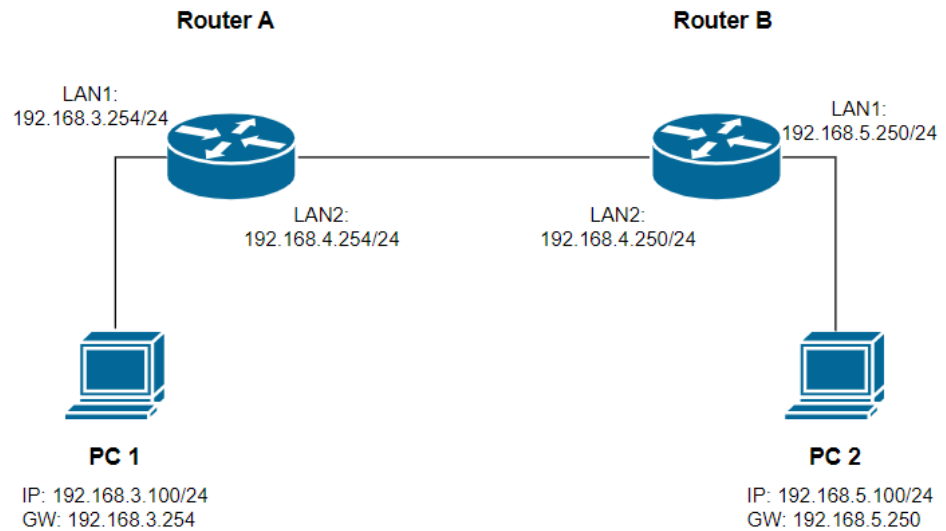 Router A
Router B
LAN1:
192.168.3.254/24
LAN1:
192.168.5.250/24
LAN2:
192.168.4.254/24
LAN2:
192.168.4.250/24
PC 1
IP: 192.168.3.100/24
GW: 192.168.3.254
PC 2
IP: 192.168.5.100/24
GW: 192.168.5.250